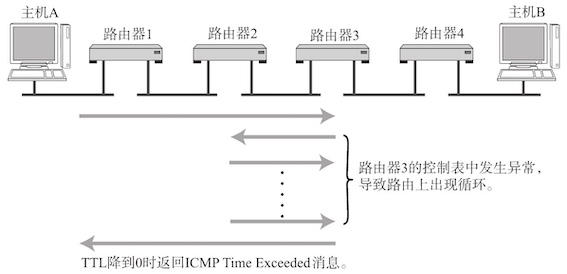 主机A
路由器1
路由器2
路由器3
路由器4
主机B
路由器3的控制表中发生异常，
导致路由上出现循环。
TTL降到0时返回ICMP Time Exceeded消息。